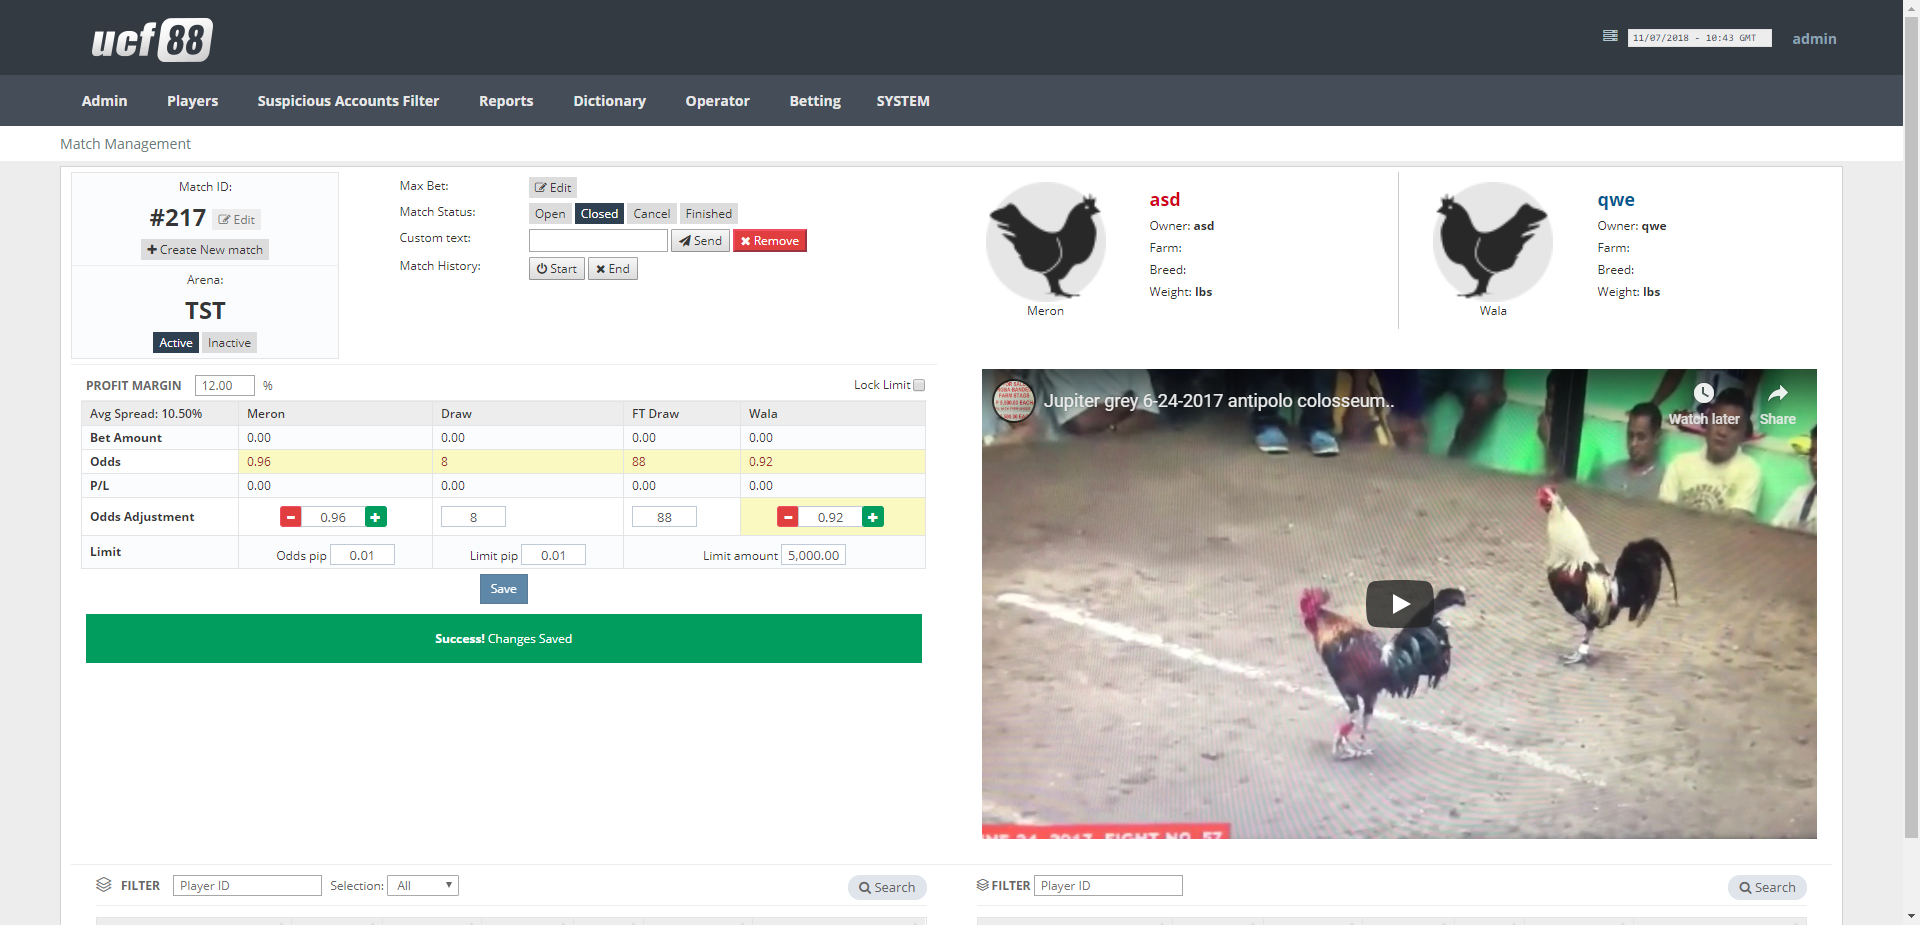 ucf 88
11/07/2018 - 10:43 GMT
admin
Admin Players Suspicious Accounts Filter Reports Dictionary Operator Betting SYSTEM
Match Management
Match ID:
#217 Edit
Create New match
Arena:
TST
Active Inactive
Max Bet: Edit
Match Status: Open Closed Cancel Finished
Custom text: Send Remove
Match History: Start End
Meron
asd
Owner: asd
Farm:
Breed:
Weight: lbs
Wala
qwe
Owner: qwe
Farm:
Breed:
Weight: lbs
PROFIT MARGIN 12.00 %
Lock Limit
Avg Spread: 10.50% Meron Draw FT Draw Wala
Bet Amount 0.00 0.00 0.00 0.00
Odds 0.96 8 88 0.92
P/L 0.00 0.00 0.00 0.00
Odds Adjustment 0.96 8 88 0.92
Limit Odds pip 0.01 Limit pip 0.01 Limit amount 5,000.00
Save
Success! Changes Saved
Jupiter grey 6-24-2017 antipolo colosseum..
Watch later Share
24, 2017 FIGHT NO. 57
FILTER Player ID Selection: All Search
FILTER Player ID Search